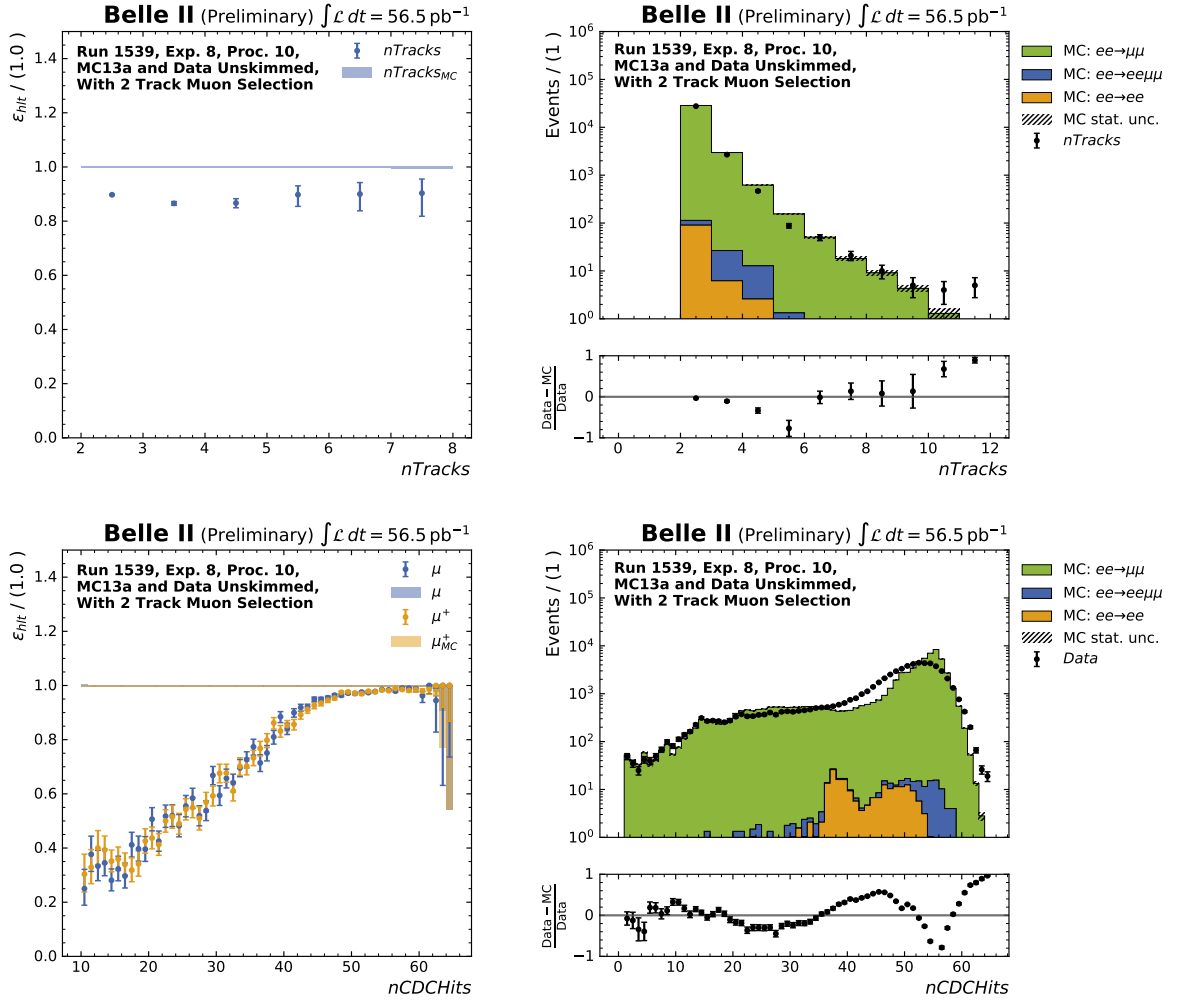 Belle II (Preliminary) ∫ℒ dt = 56.5 pb⁻¹
Run 1539, Exp. 8, Proc. 10,
MC13a and Data Unskimmed,
With 2 Track Muon Selection
nTracks
nTracks_MC
ε_hlt / (1.0 )
1.4
1.2
1.0
0.8
0.6
0.4
0.2
0.0
2 3 4 5 6 7 8
nTracks
Belle II (Preliminary) ∫ℒ dt = 56.5 pb⁻¹
Run 1539, Exp. 8, Proc. 10,
MC13a and Data Unskimmed,
With 2 Track Muon Selection
MC: ee→μμ
MC: ee→eeμμ
MC: ee→ee
MC stat. unc.
nTracks
Events / (1 )
10⁶
10⁵
10⁴
10³
10²
10¹
10⁰
Data − MC
Data
1
0
−1
0 2 4 6 8 10 12
nTracks
Belle II (Preliminary) ∫ℒ dt = 56.5 pb⁻¹
Run 1539, Exp. 8, Proc. 10,
MC13a and Data Unskimmed,
With 2 Track Muon Selection
μ
μ
μ⁺
μ⁺_MC
ε_hlt / (1.0 )
1.4
1.2
1.0
0.8
0.6
0.4
0.2
0.0
10 20 30 40 50 60
nCDCHits
Belle II (Preliminary) ∫ℒ dt = 56.5 pb⁻¹
Run 1539, Exp. 8, Proc. 10,
MC13a and Data Unskimmed,
With 2 Track Muon Selection
MC: ee→μμ
MC: ee→eeμμ
MC: ee→ee
MC stat. unc.
Data
Events / (1 )
10⁶
10⁵
10⁴
10³
10²
10¹
10⁰
Data − MC
Data
1
0
−1
0 10 20 30 40 50 60
nCDCHits